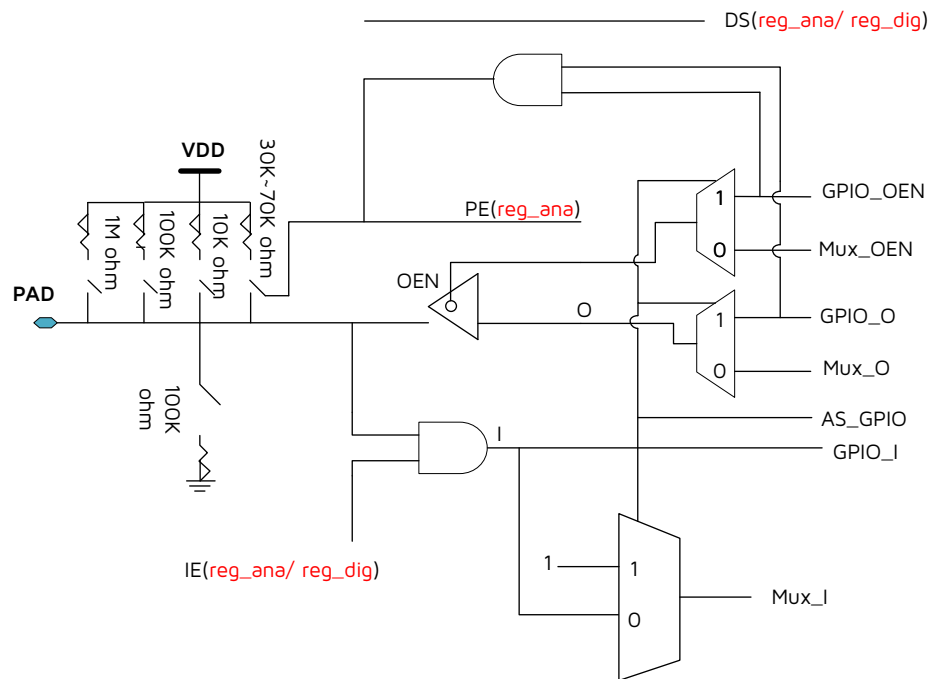 DS(reg_ana/ reg_dig)
VDD
30K~70K ohm
10K ohm
100K ohm
1M ohm
PE(reg_ana)
1
GPIO_OEN
0
Mux_OEN
OEN
PAD
O
1
GPIO_O
0
Mux_O
100K
ohm
AS_GPIO
I
GPIO_I
IE(reg_ana/ reg_dig)
1
1
0
Mux_I